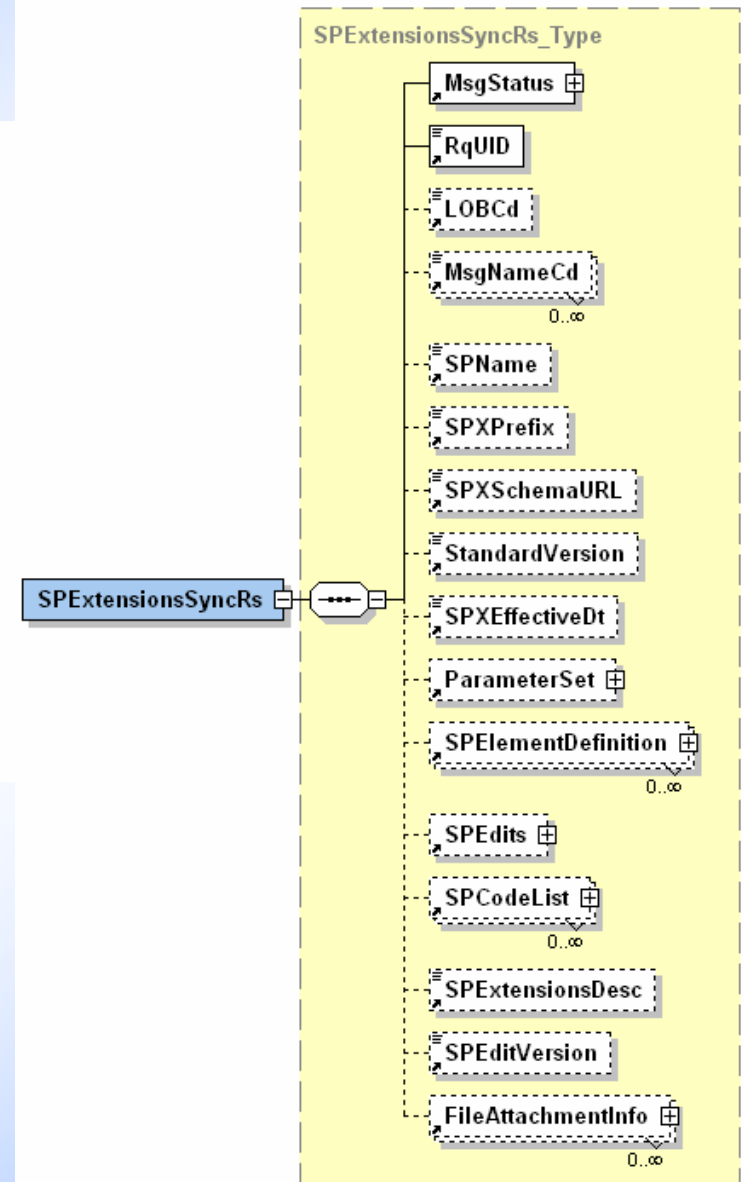 SPExtensionsSyncRs_Type
MsgStatus
RqUID
LOBCd
MsgNameCd
0..∞
SPName
SPXPrefix
SPXSchemaURL
StandardVersion
SPExtensionsSyncRs
SPXEffectiveDt
ParameterSet
SPElementDefinition
0..∞
SPEdits
SPCodeList
0..∞
SPExtensionsDesc
SPEditVersion
FileAttachmentInfo
0..∞